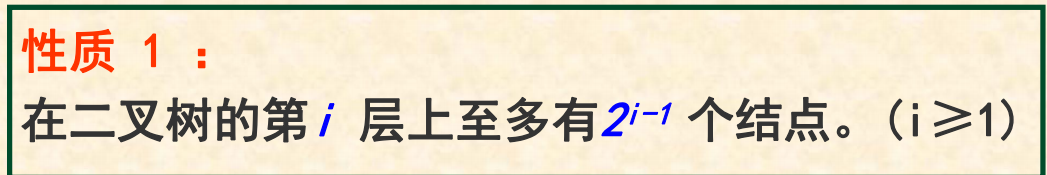 性质 1 ：
在二叉树的第 i 层上至多有2^{i-1} 个结点。（i≥1）